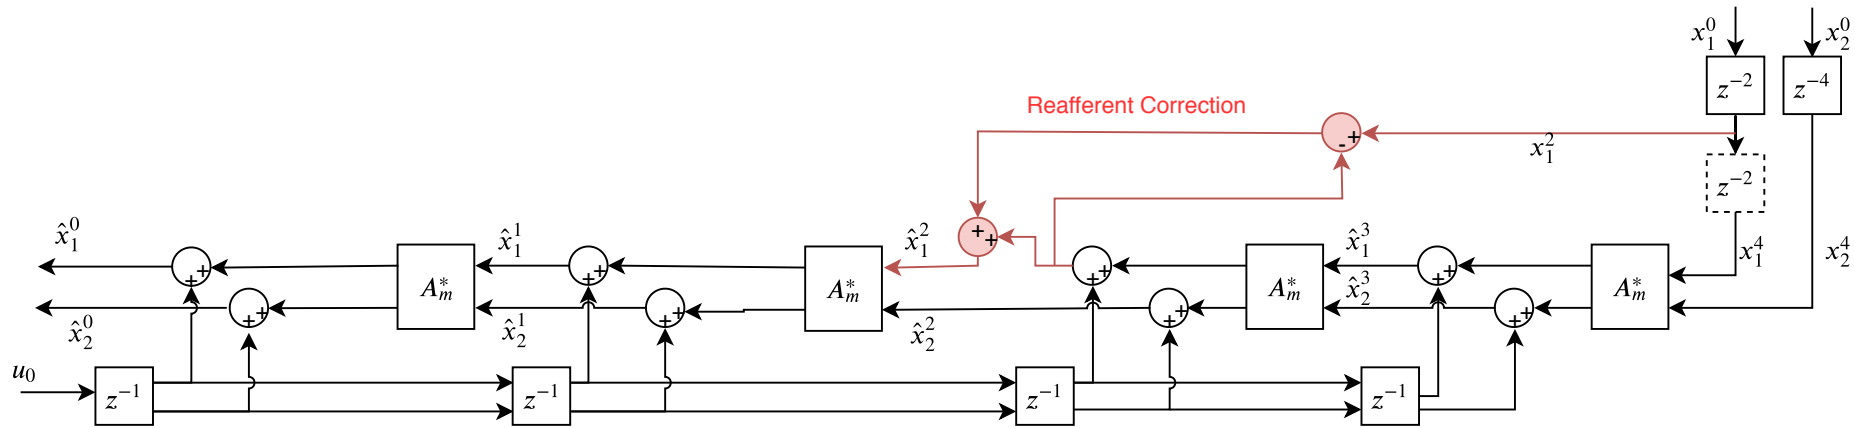 x₁⁰ x₂⁰
z⁻² z⁻⁴
Reafferent Correction
- +
x₁²
z⁻²
x̂₁⁰ x̂₁¹ x̂₁² + + x̂₁³ x₁⁴ x₂⁴
+ + + + + + + +
A*ₘ A*ₘ A*ₘ x̂₂³ A*ₘ
+ + + + + + + +
x̂₂⁰ x̂₂¹ x̂₂²
u₀ z⁻¹ z⁻¹ z⁻¹ z⁻¹